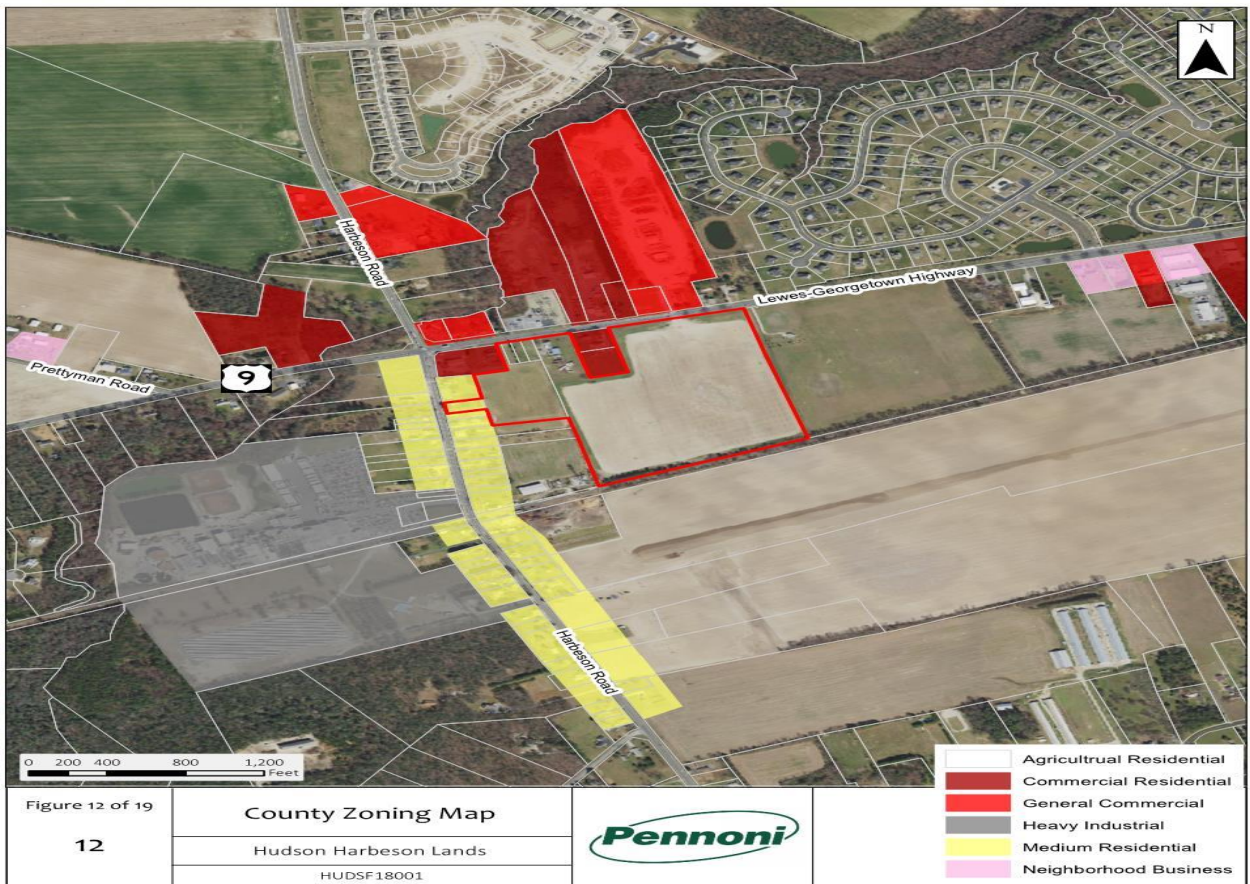 N
Harbeson Road
Lewes-Georgetown Highway
Prettyman Road
9
Harbeson Road
0 200 400 800 1,200
Feet
Agricultrual Residential
Commercial Residential
General Commercial
Heavy Industrial
Medium Residential
Neighborhood Business
Figure 12 of 19
12
County Zoning Map
Hudson Harbeson Lands
HUDSF18001
Pennoni